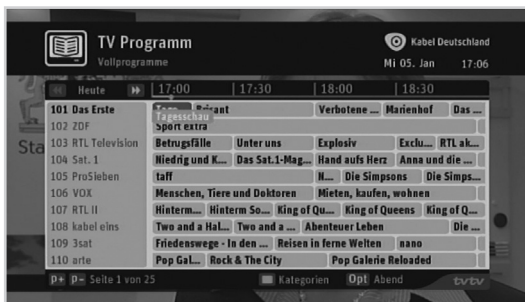 TV Programm
Vollprogramme
Kabel Deutschland
Mi 05. Jan 17:06
Heute 17:00 17:30 18:00 18:30
101 Das Erste Tage... Brisant Verbotene ... Marienhof Das ...
Tagesschau
102 ZDF Sport extra
103 RTL Television Betrugsfälle Unter uns Explosiv Exclu... RTL ak...
Sta
104 Sat. 1 Niedrig und K... Das Sat.1-Mag... Hand aufs Herz Anna und die ...
105 ProSieben taff N... Die Simpsons Die Simps...
106 VOX Menschen, Tiere und Doktoren Mieten, kaufen, wohnen
107 RTL II Hinterm... Hinterm So... King of Qu... King of Queens King of Q...
108 kabel eins Two and a Hal... Two and a ... Abenteuer Leben Die ...
109 3sat Friedenswege - In den ... Reisen in ferne Welten nano
110 arte Pop Gal... Rock & The City Pop Galerie Reloaded
P+ P- Seite 1 von 25 Kategorien Opt Abend tvtv